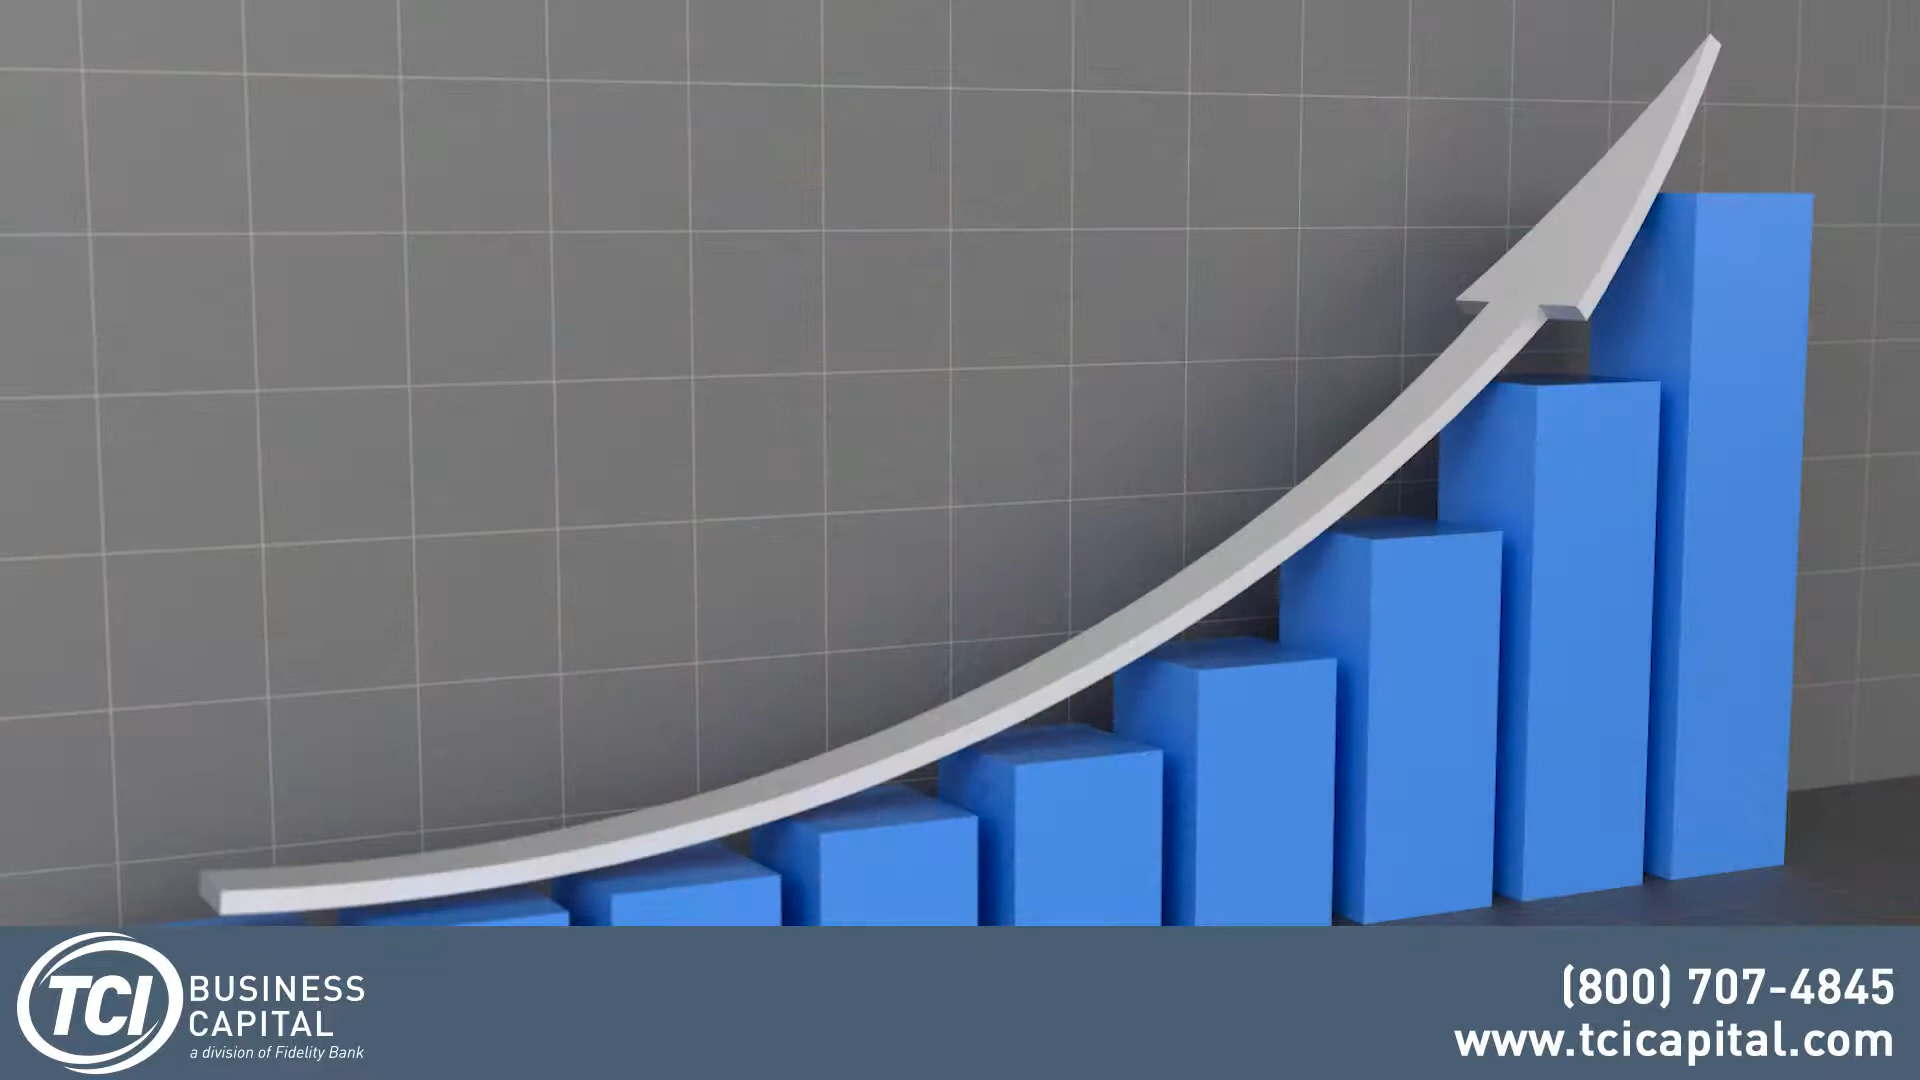 TCI
BUSINESS
CAPITAL
a division of Fidelity Bank
(800) 707-4845
www.tcicapital.com